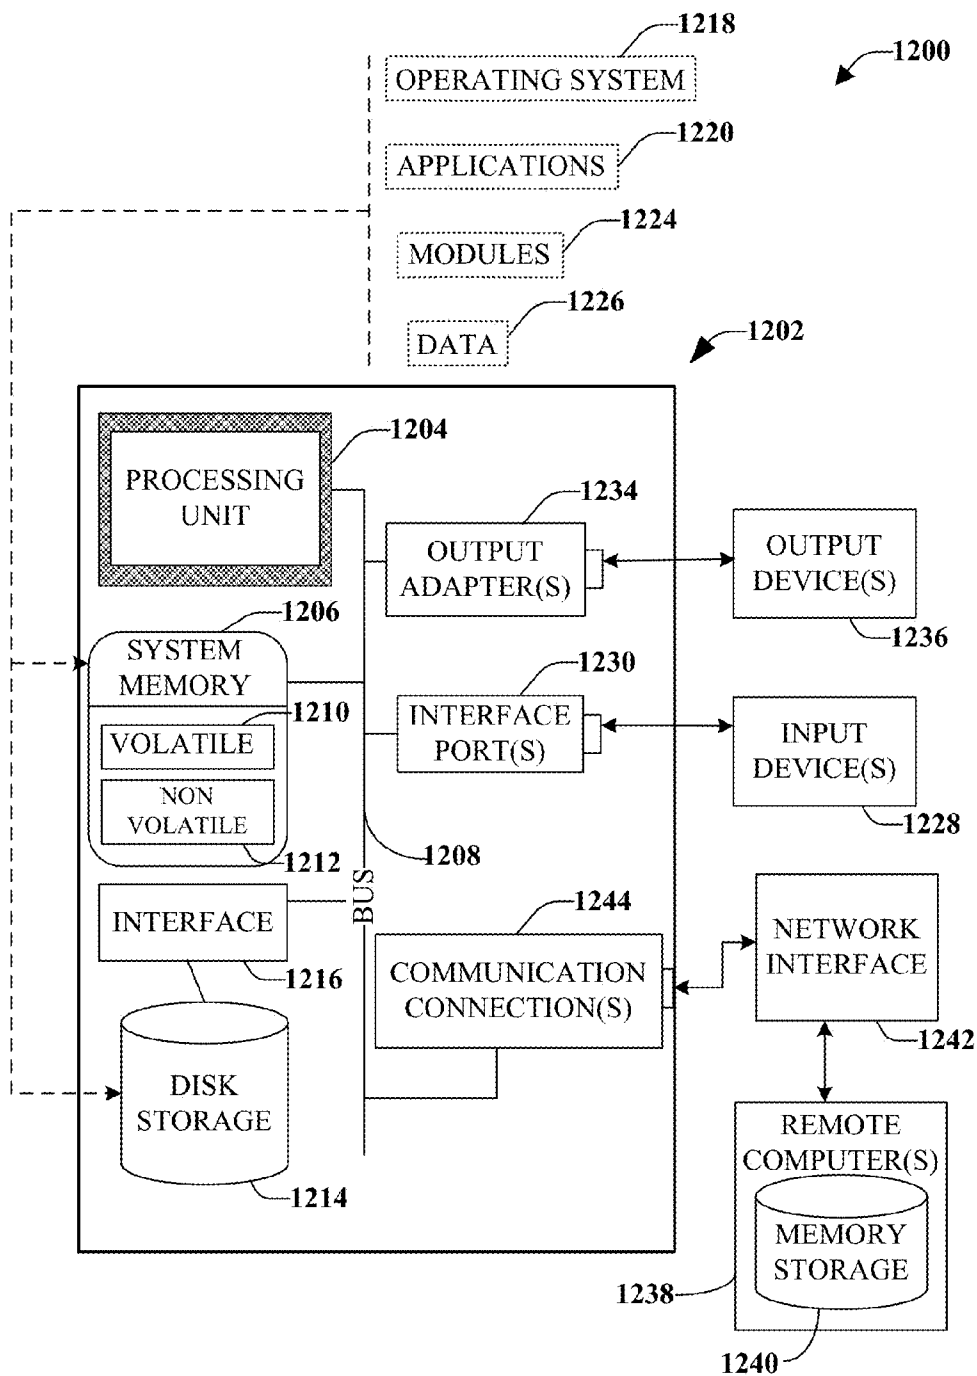 1218
1200
OPERATING SYSTEM
1220
APPLICATIONS
1224
MODULES
1226
DATA
1202
1204
PROCESSING
UNIT
1234
OUTPUT
ADAPTER(S)
OUTPUT
DEVICE(S)
1236
1206
SYSTEM
MEMORY
1210
VOLATILE
NON
VOLATILE
1212
1230
INTERFACE
PORT(S)
INPUT
DEVICE(S)
1228
1208
BUS
INTERFACE
1216
1244
COMMUNICATION
CONNECTION(S)
NETWORK
INTERFACE
1242
DISK
STORAGE
1214
REMOTE
COMPUTER(S)
MEMORY
STORAGE
1238
1240